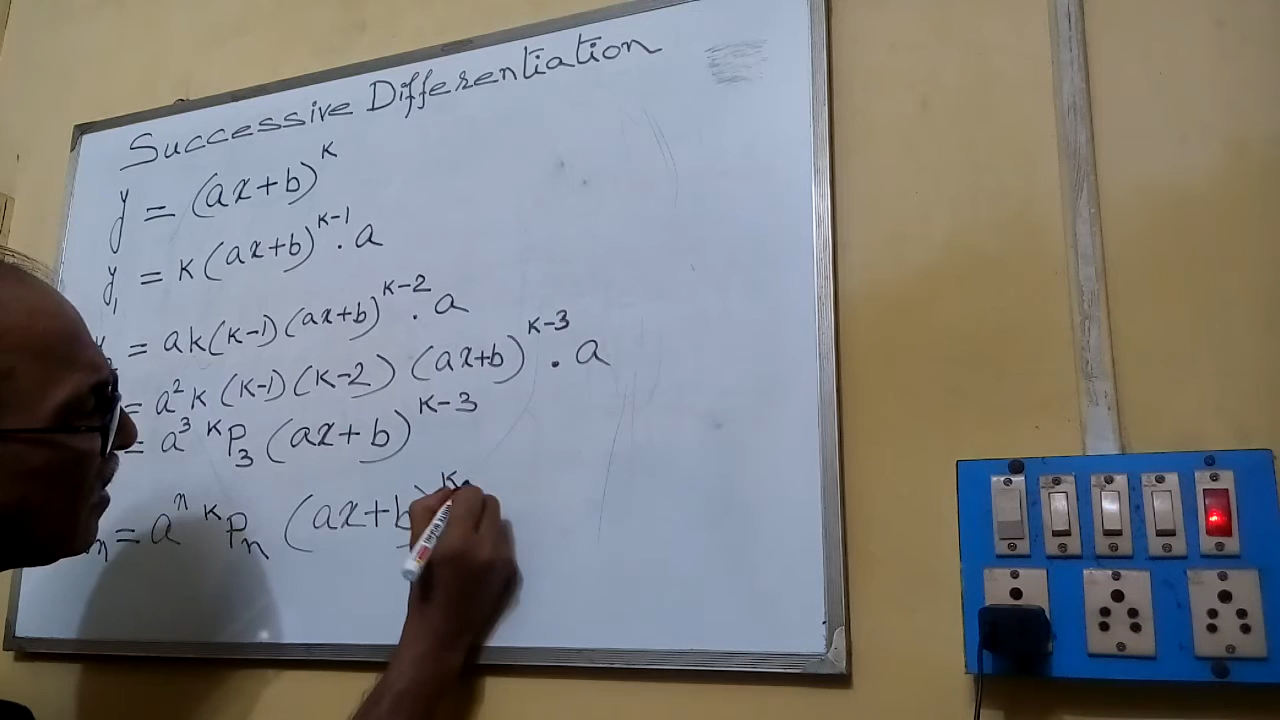 Successive Differentiation
y = (ax+b)^K
y₁ = K(ax+b)^{K-1} . a
= aK(K-1)(ax+b)^{K-2} . a
= a²K(K-1)(K-2)(ax+b)^{K-3} . a
= a³ ᴷP₃(ax+b)^{K-3}
n = aⁿ ᴷPₙ(ax+b)^K